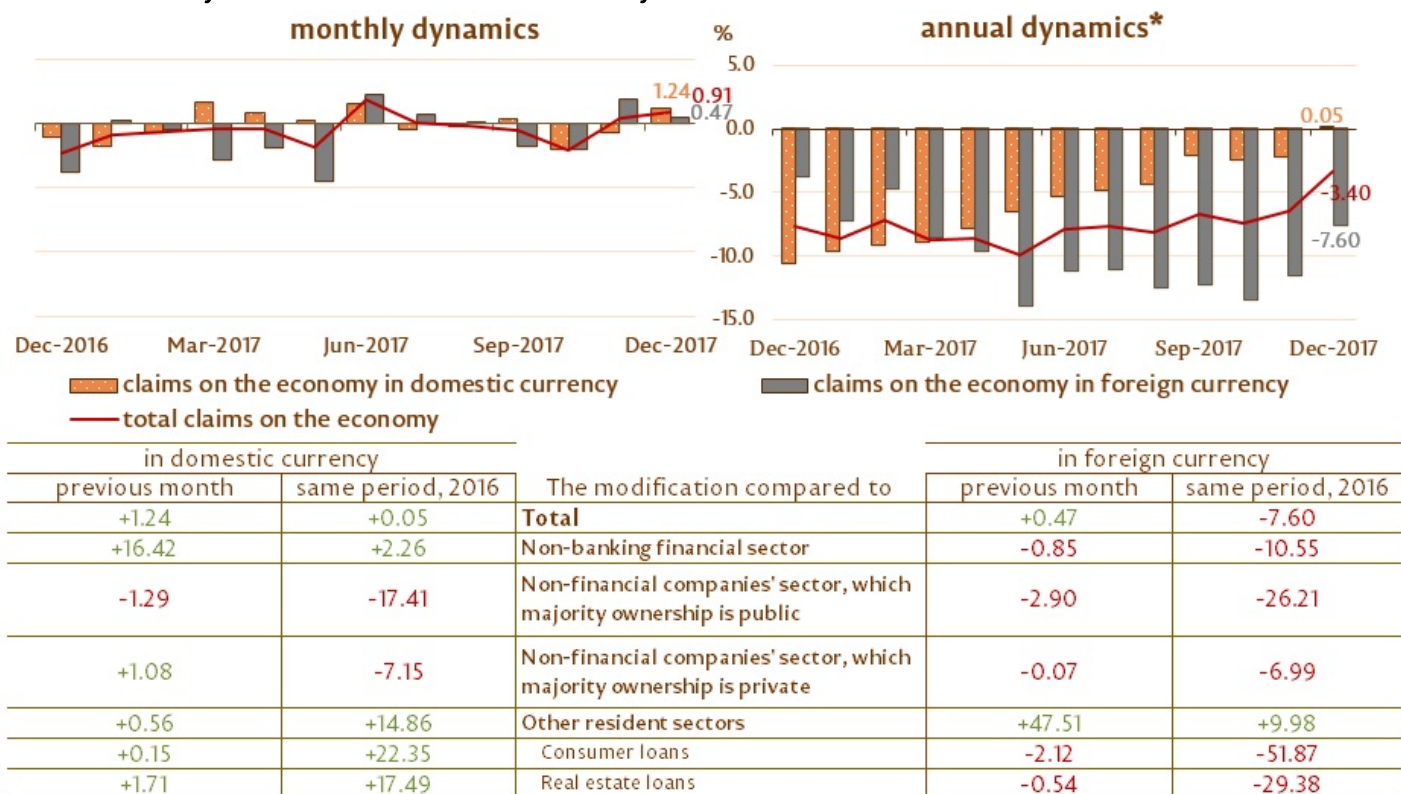 monthly dynamics
%
annual dynamics*
5.0
0.0
-5.0
-10.0
-15.0
1.24
0.91
0.47
0.05
-3.40
-7.60
Dec-2016
Mar-2017
Jun-2017
Sep-2017
Dec-2017
Dec-2016
Mar-2017
Jun-2017
Sep-2017
Dec-2017
claims on the economy in domestic currency
claims on the economy in foreign currency
total claims on the economy
in domestic currency
in foreign currency
previous month same period, 2016 The modification compared to previous month same period, 2016
+1.24 +0.05 Total +0.47 -7.60
+16.42 +2.26 Non-banking financial sector -0.85 -10.55
-1.29 -17.41 Non-financial companies' sector, which -2.90 -26.21
majority ownership is public
+1.08 -7.15 Non-financial companies' sector, which -0.07 -6.99
majority ownership is private
+0.56 +14.86 Other resident sectors +47.51 +9.98
+0.15 +22.35 Consumer loans -2.12 -51.87
+1.71 +17.49 Real estate loans -0.54 -29.38